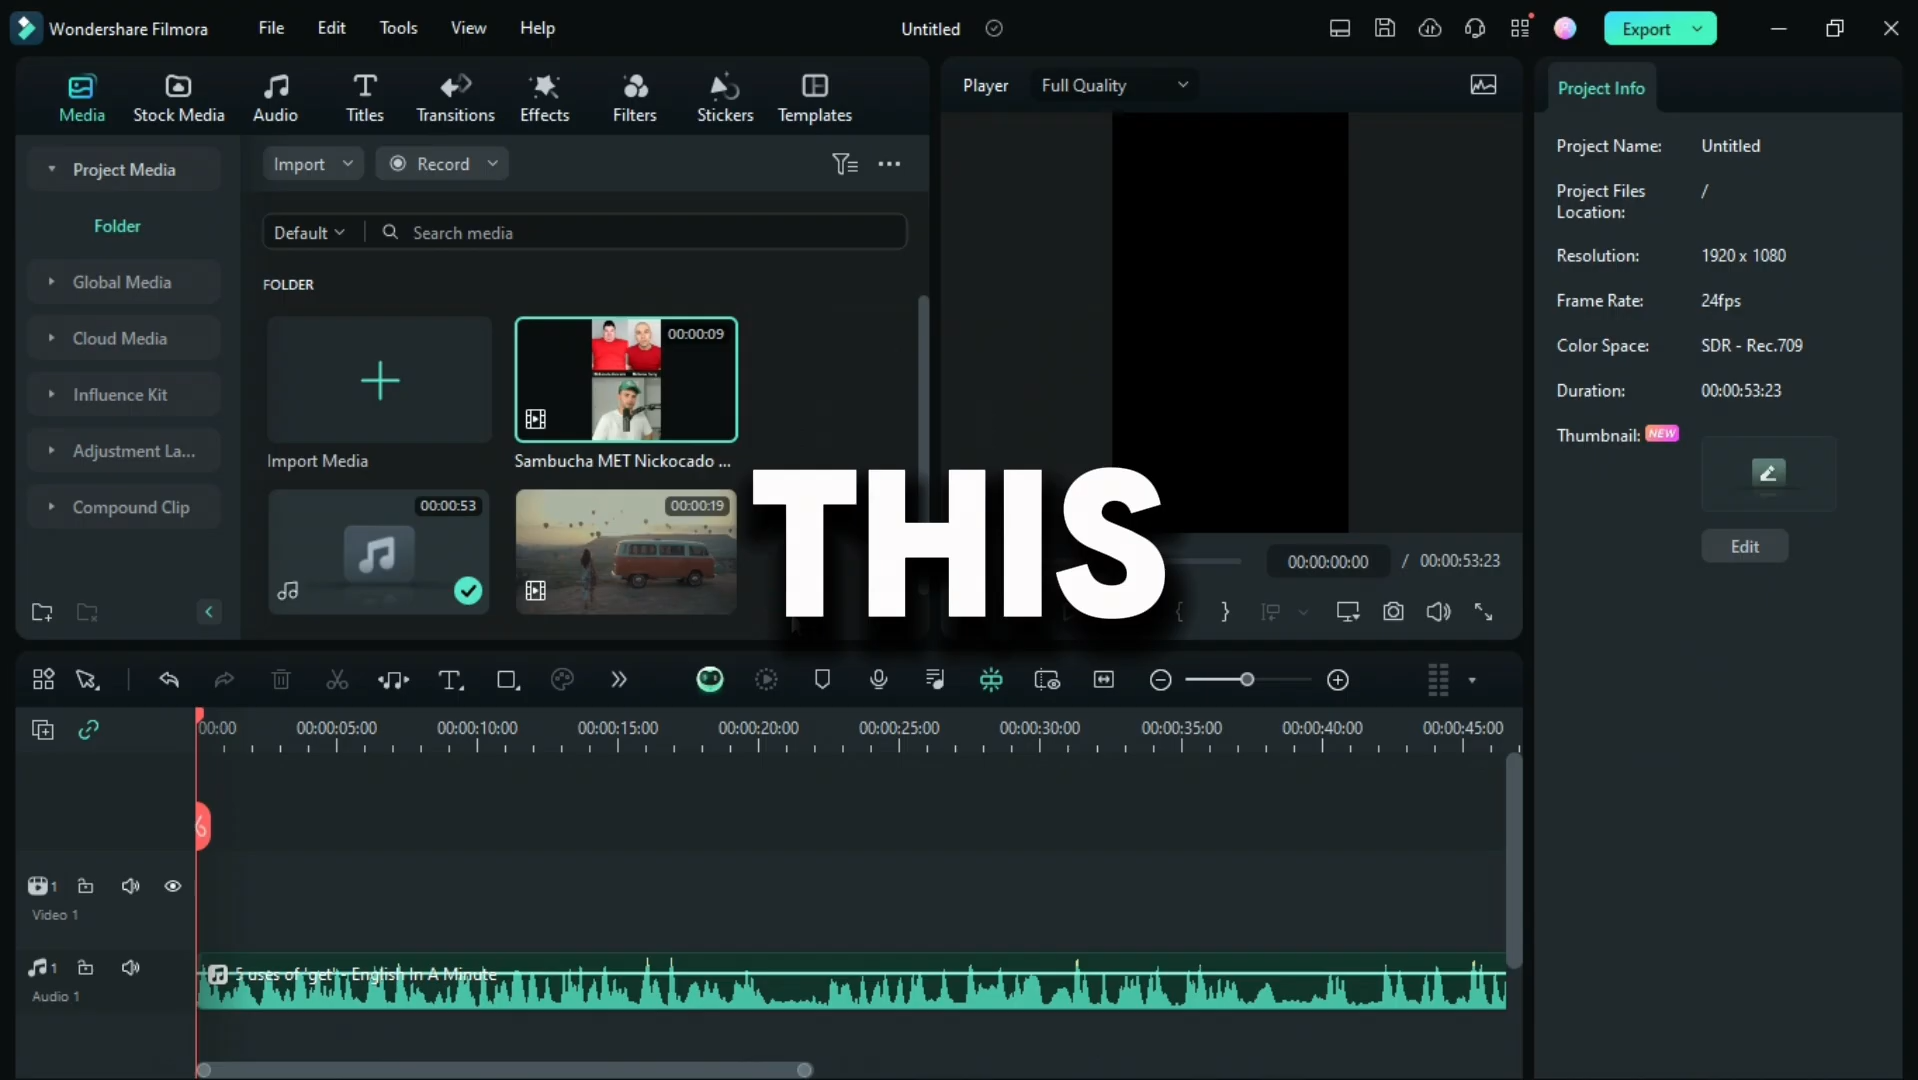 Wondershare Filmora
File
Edit
Tools
View
Help
Untitled
Export
Media
Stock Media
Audio
Titles
Transitions
Effects
Filters
Stickers
Templates
Player
Full Quality
Project Info
Project Media
Folder
Global Media
Cloud Media
Influence Kit
Adjustment La...
Compound Clip
Import
Record
Default
Search media
FOLDER
00:00:09
Import Media
Sambucha MET Nickocado ...
00:00:53
00:00:19
THIS
00:00:00:00 / 00:00:53:23
{ }
Project Name: Untitled
Project Files Location: /
Resolution: 1920 x 1080
Frame Rate: 24fps
Color Space: SDR - Rec.709
Duration: 00:00:53:23
Thumbnail: NEW
Edit
00:00 00:00:05:00 00:00:10:00 00:00:15:00 00:00:20:00 00:00:25:00 00:00:30:00 00:00:35:00 00:00:40:00 00:00:45:00
1
Video 1
1
Audio 1
5 uses of 'get' - English In A Minute